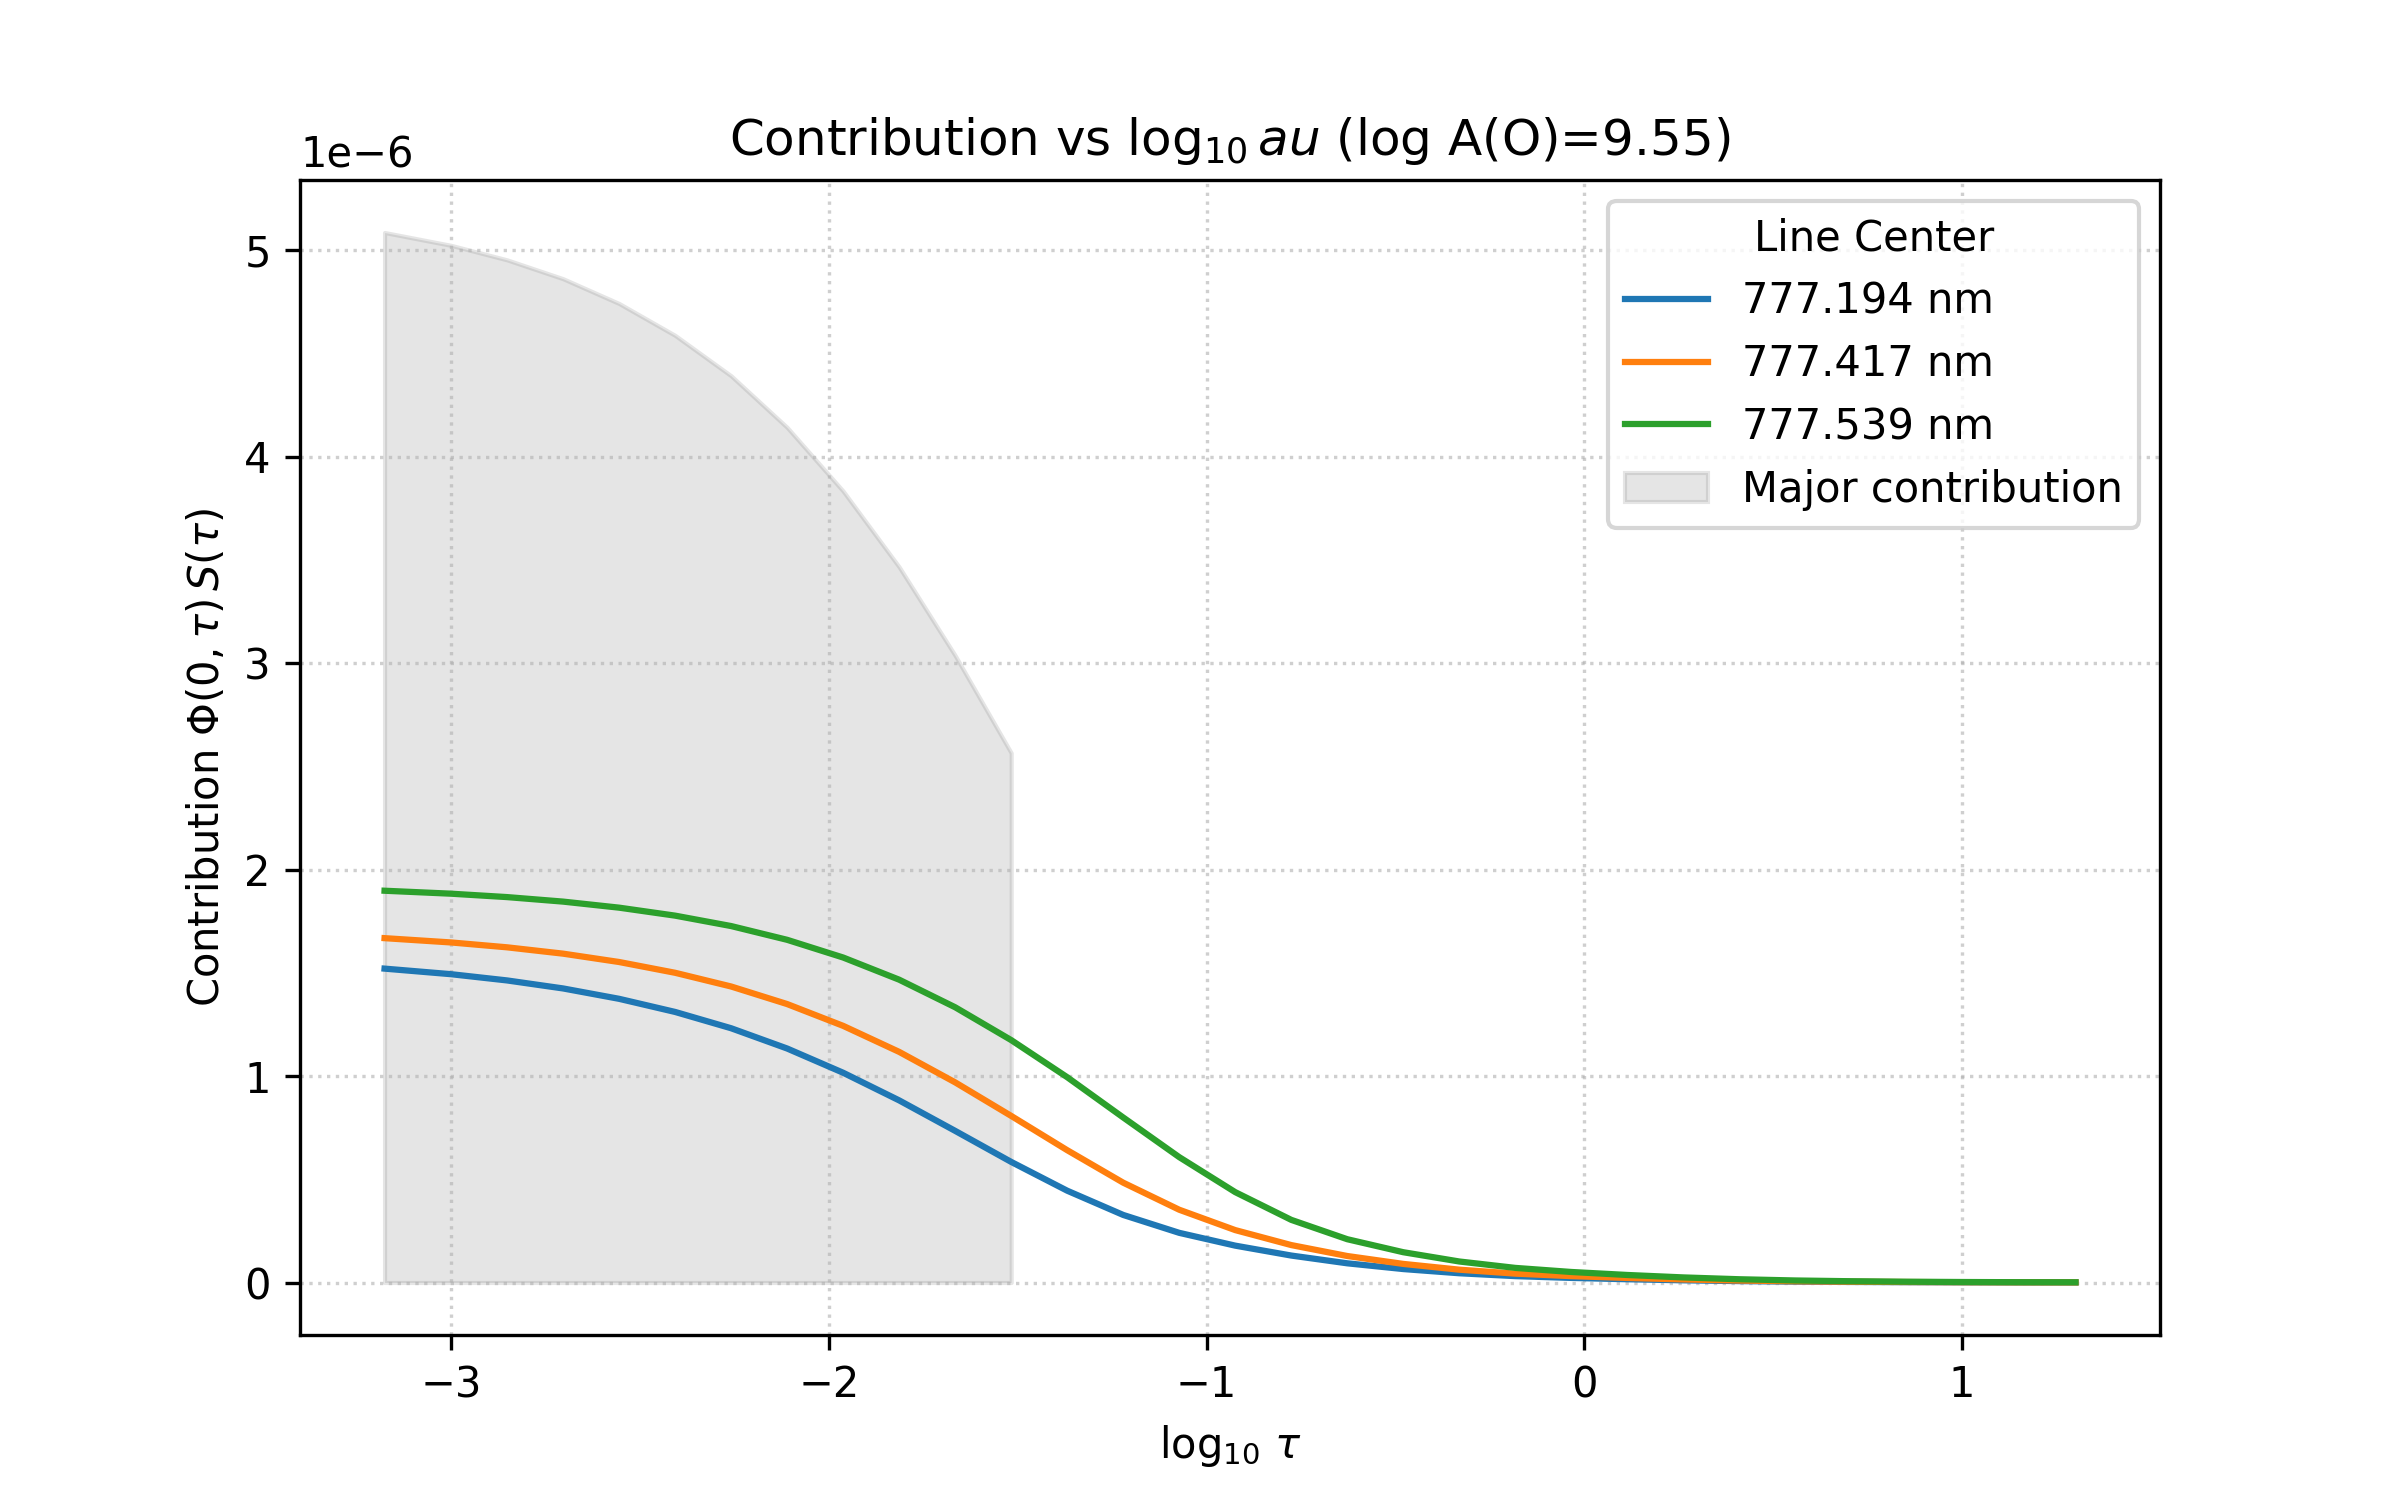 Contribution vs log₁₀ au (log A(O)=9.55)
1e−6
5
4
3
2
1
0
Contribution Φ(0, τ) S(τ)
Line Center
777.194 nm
777.417 nm
777.539 nm
Major contribution
−3 −2 −1 0 1
log₁₀ τ